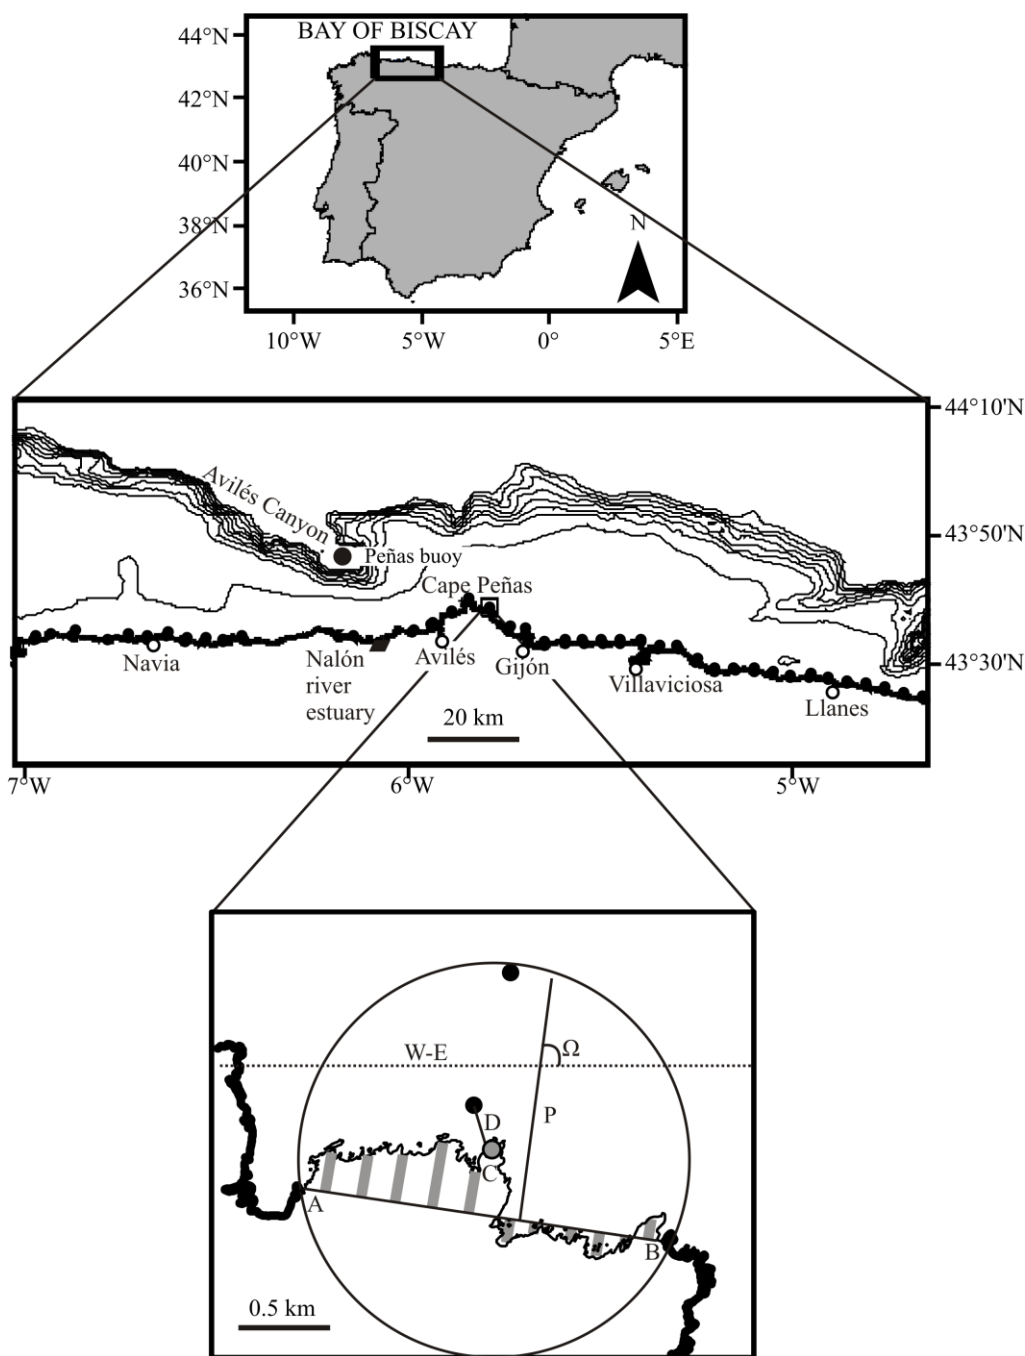 BAY OF BISCAY
44°N
42°N
40°N
38°N
36°N
N
10°W
5°W
0°
5°E
44°10'N
43°50'N
43°30'N
Avilés Canyon
Peñas buoy
Cape Peñas
Navia
Nalón
river
estuary
Avilés
Gijón
Villaviciosa
Llanes
20 km
7°W
6°W
5°W
W-E
Ω
P
D
C
A
B
0.5 km